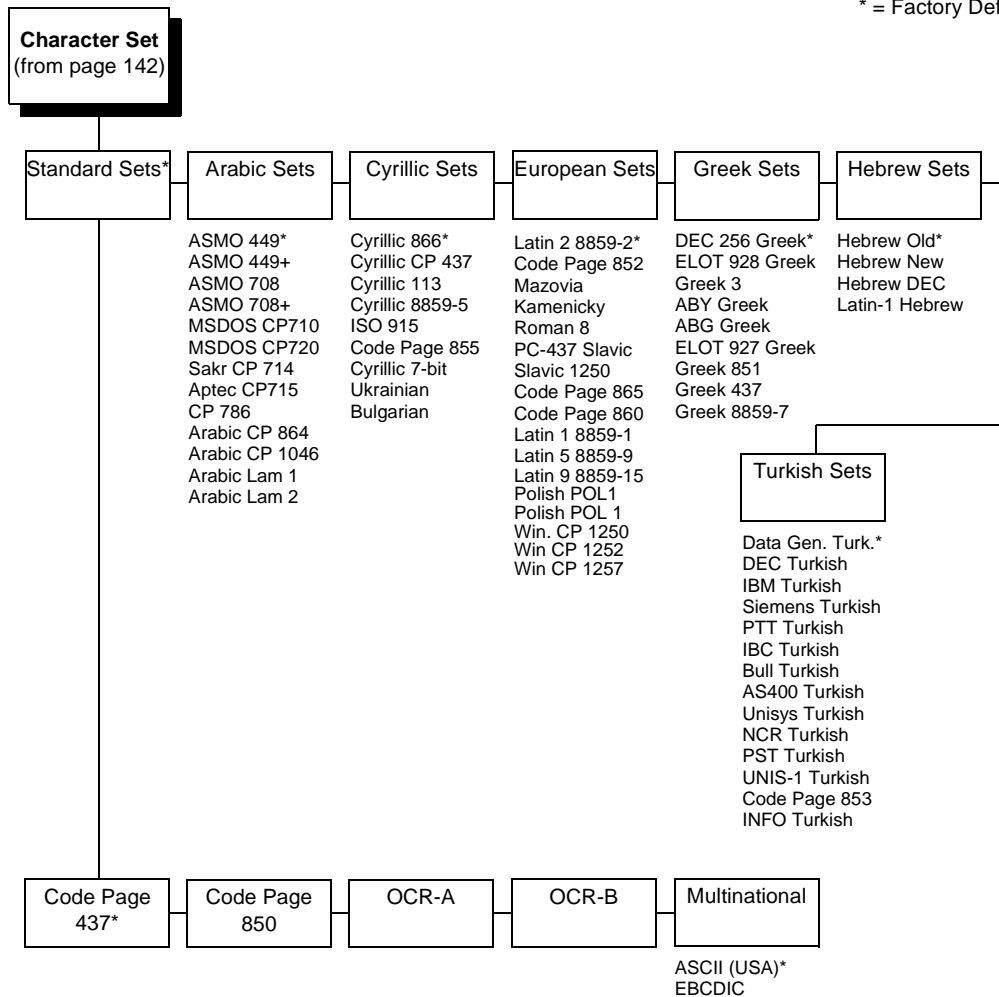 * = Factory Def
Character Set
(from page 142)
Standard Sets*
Arabic Sets
Cyrillic Sets
European Sets
Greek Sets
Hebrew Sets
ASMO 449*
ASMO 449+
ASMO 708
ASMO 708+
MSDOS CP710
MSDOS CP720
Sakr CP 714
Aptec CP715
CP 786
Arabic CP 864
Arabic CP 1046
Arabic Lam 1
Arabic Lam 2
Cyrillic 866*
Cyrillic CP 437
Cyrillic 113
Cyrillic 8859-5
ISO 915
Code Page 855
Cyrillic 7-bit
Ukrainian
Bulgarian
Latin 2 8859-2*
Code Page 852
Mazovia
Kamenicky
Roman 8
PC-437 Slavic
Slavic 1250
Code Page 865
Code Page 860
Latin 1 8859-1
Latin 5 8859-9
Latin 9 8859-15
Polish POL1
Polish POL 1
Win. CP 1250
Win CP 1252
Win CP 1257
DEC 256 Greek*
ELOT 928 Greek
Greek 3
ABY Greek
ABG Greek
ELOT 927 Greek
Greek 851
Greek 437
Greek 8859-7
Hebrew Old*
Hebrew New
Hebrew DEC
Latin-1 Hebrew
Turkish Sets
Data Gen. Turk.*
DEC Turkish
IBM Turkish
Siemens Turkish
PTT Turkish
IBC Turkish
Bull Turkish
AS400 Turkish
Unisys Turkish
NCR Turkish
PST Turkish
UNIS-1 Turkish
Code Page 853
INFO Turkish
Code Page
437*
Code Page
850
OCR-A
OCR-B
Multinational
ASCII (USA)*
EBCDIC